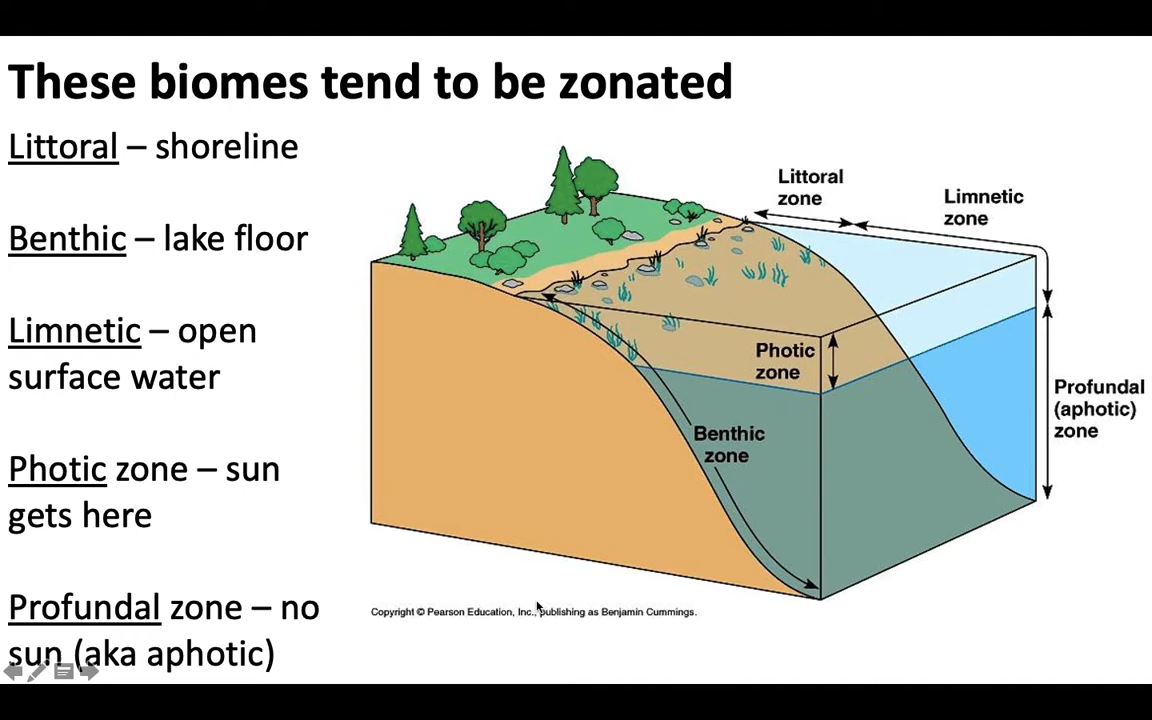 These biomes tend to be zonated
Littoral – shoreline
Benthic – lake floor
Limnetic – open
surface water
Photic zone – sun
gets here
Profundal zone – no
sun (aka aphotic)
Littoral
zone
Limnetic
zone
Photic
zone
Benthic
zone
Profundal
(aphotic)
zone
Copyright © Pearson Education, Inc., publishing as Benjamin Cummings.